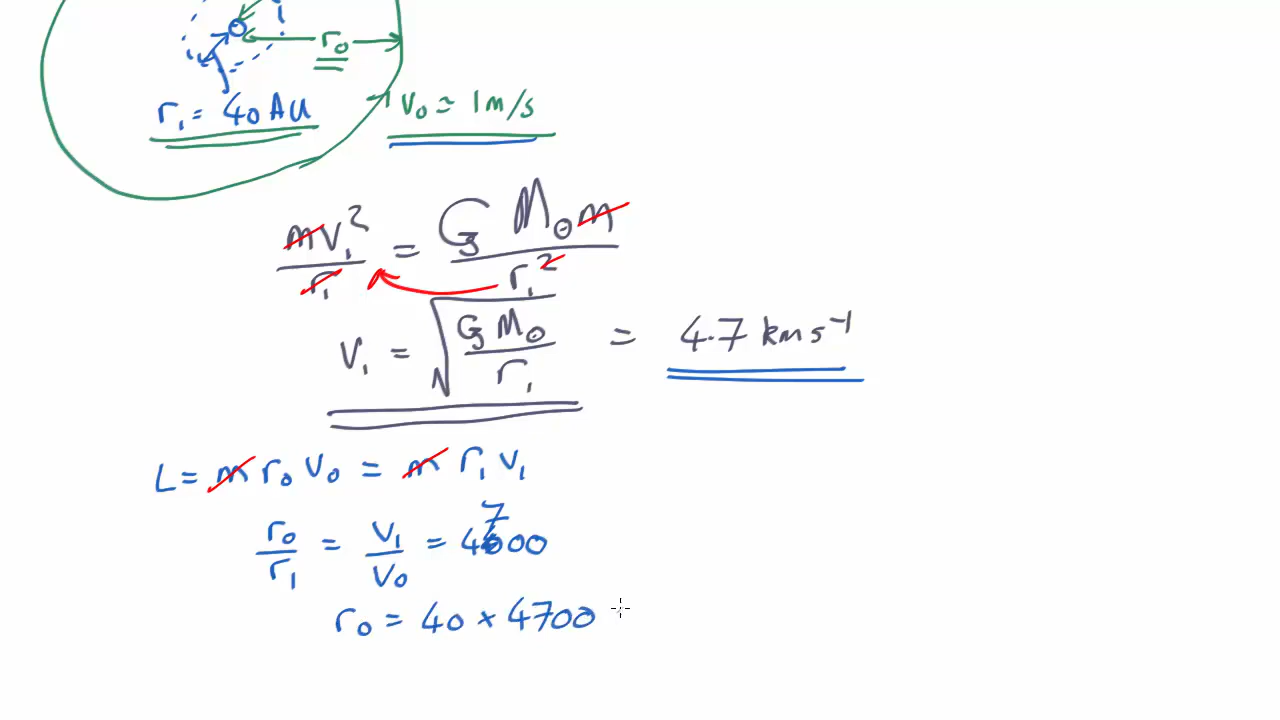 r₀
r₁ = 40 AU
v₀ = 1 m/s
mv₁²/r₁ = G M⊙ m/r₁²
v₁ = √(G M⊙/r₁) = 4.7 km s⁻¹
L = m r₀ v₀ = m r₁ v₁
r₀/r₁ = v₁/v₀ = 4700
r₀ = 40 × 4700